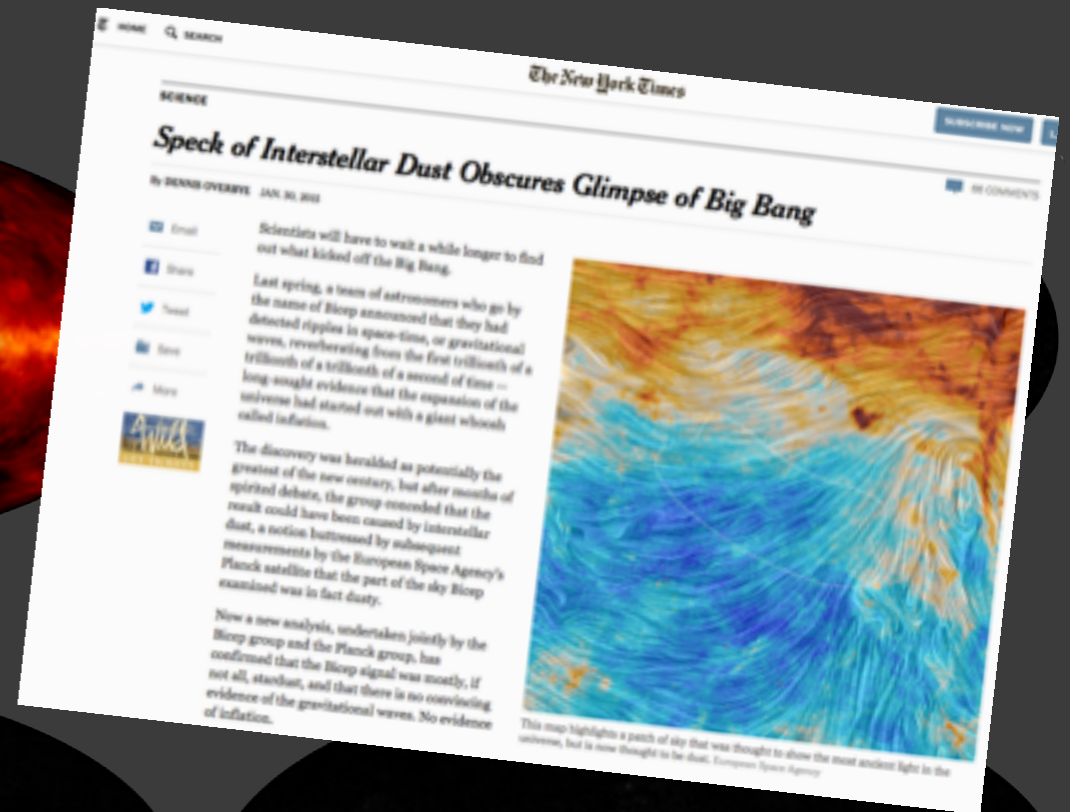 HOME SEARCH
The New York Times
SUBSCRIBE NOW
SCIENCE
Speck of Interstellar Dust Obscures Glimpse of Big Bang
By DENNIS OVERBYE JAN. 30, 2015
COMMENTS
Email
Share
Tweet
Save
More
Scientists will have to wait a while longer to find
out what kicked off the Big Bang.
Last spring, a team of astronomers who go by
the name of Bicep announced that they had
detected ripples in space-time, or gravitational
waves, reverberating from the first trillionth of a
trillionth of a trillionth of a second of time —
long-sought evidence that the expansion of the
universe had started out with a giant whoosh
called inflation.
The discovery was heralded as potentially the
greatest of the new century, but after months of
spirited debate, the group conceded that the
result could have been caused by interstellar
dust, a notion buttressed by subsequent
measurements by the European Space Agency's
Planck satellite that the part of the sky Bicep
examined was in fact dusty.
Now a new analysis, undertaken jointly by the
Bicep group and the Planck group, has
confirmed that the Bicep signal was mostly, if
not all, stardust, and that there is no convincing
evidence of the gravitational waves. No evidence
of inflation.
This map highlights a patch of sky that was thought to show the most ancient light in the
universe, but is now thought to be dust. European Space Agency